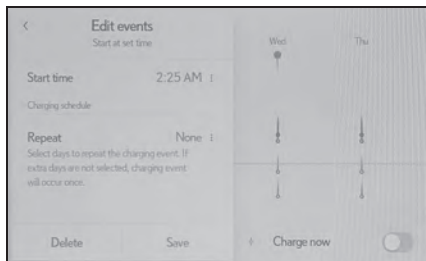 Edit events
Start at set time
Start time 2:25 AM
Charging schedule
Repeat None
Select days to repeat the charging event. If
extra days are not selected, charging event
will occur once.
Delete Save
Wed Thu
Charge now